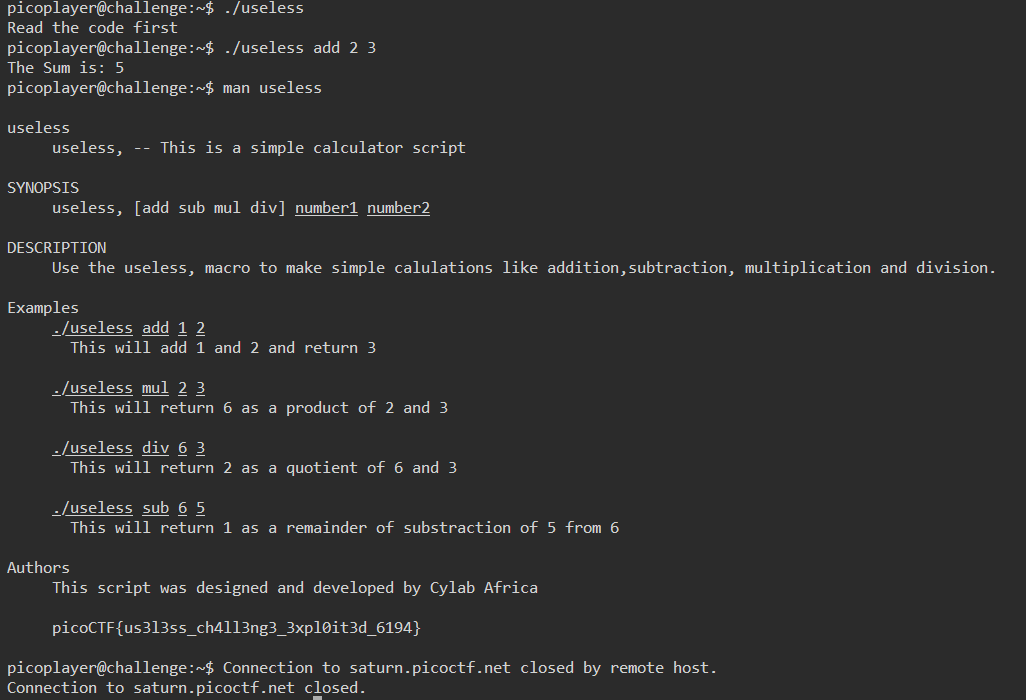 picoplayer@challenge:~$ ./useless
Read the code first
picoplayer@challenge:~$ ./useless add 2 3
The Sum is: 5
picoplayer@challenge:~$ man useless
useless
useless, -- This is a simple calculator script
SYNOPSIS
useless, [add sub mul div] number1 number2
DESCRIPTION
Use the useless, macro to make simple calulations like addition,subtraction, multiplication and division.
Examples
./useless add 1 2
This will add 1 and 2 and return 3
./useless mul 2 3
This will return 6 as a product of 2 and 3
./useless div 6 3
This will return 2 as a quotient of 6 and 3
./useless sub 6 5
This will return 1 as a remainder of substraction of 5 from 6
Authors
This script was designed and developed by Cylab Africa
picoCTF{us3l3ss_ch4ll3ng3_3xpl0it3d_6194}
picoplayer@challenge:~$ Connection to saturn.picoctf.net closed by remote host.
Connection to saturn.picoctf.net closed.